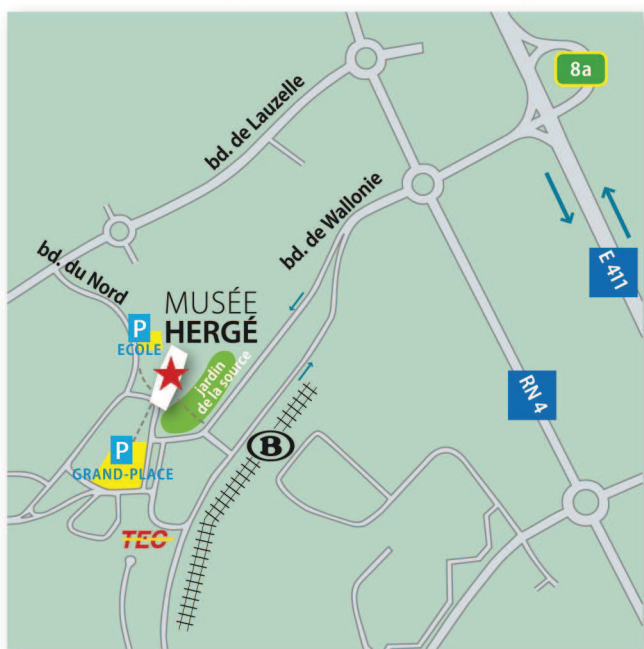 8a
bd. de Lauzelle
bd. de Wallonie
E 411
bd. du Nord
MUSÉE
HERGÉ
P
ECOLE
jardin
de la source
RN 4
P
GRAND-PLACE
B
TEC